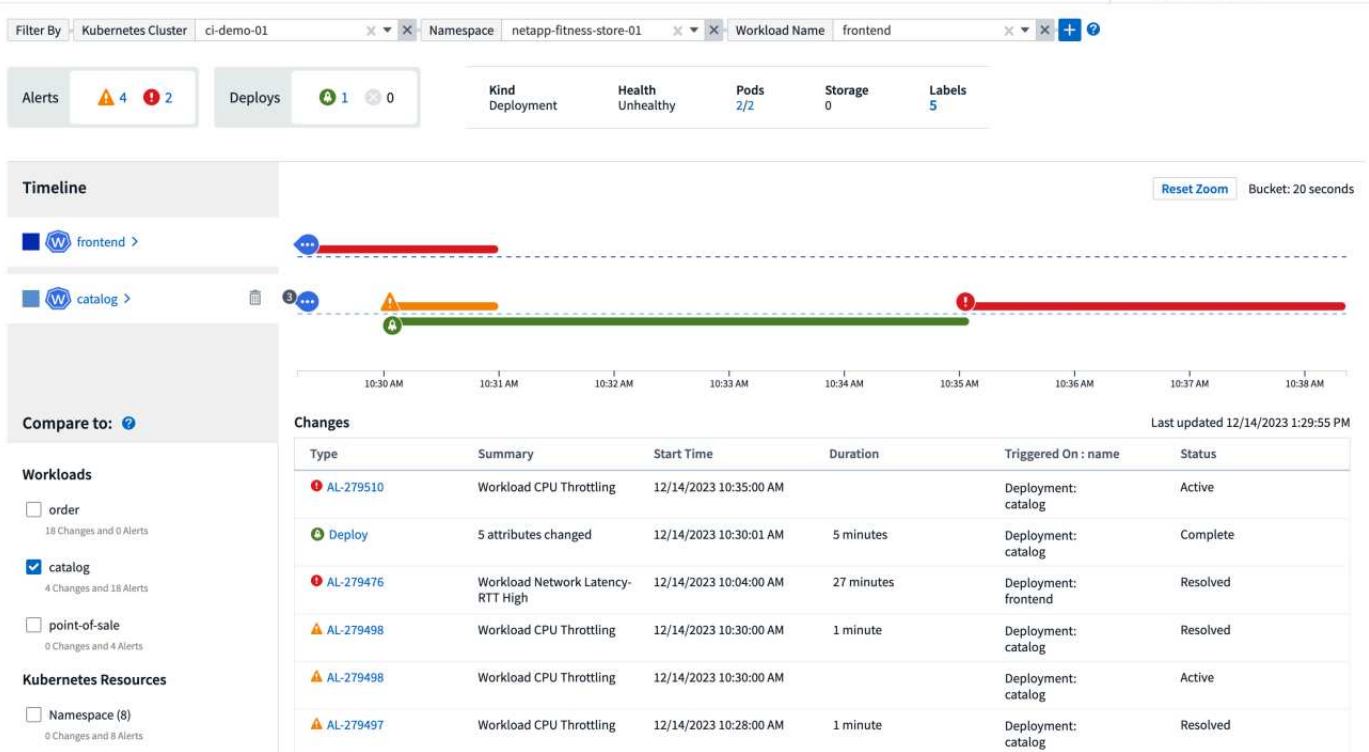 Filter By Kubernetes Cluster ci-demo-01 Namespace netapp-fitness-store-01 Workload Name frontend
Alerts 4 2 Deploys 1 0
Kind Health Pods Storage Labels
Deployment Unhealthy 2/2 0 5
Timeline
Reset Zoom Bucket: 20 seconds
W frontend >
W catalog > 3
10:30 AM 10:31 AM 10:32 AM 10:33 AM 10:34 AM 10:35 AM 10:36 AM 10:37 AM 10:38 AM
Compare to:
Workloads
order
18 Changes and 0 Alerts
catalog
4 Changes and 18 Alerts
point-of-sale
0 Changes and 4 Alerts
Kubernetes Resources
Namespace (8)
0 Changes and 8 Alerts
Changes Last updated 12/14/2023 1:29:55 PM
Type Summary Start Time Duration Triggered On : name Status
AL-279510 Workload CPU Throttling 12/14/2023 10:35:00 AM Deployment: Active
catalog
Deploy 5 attributes changed 12/14/2023 10:30:01 AM 5 minutes Deployment: Complete
catalog
AL-279476 Workload Network Latency- 12/14/2023 10:04:00 AM 27 minutes Deployment: Resolved
RTT High frontend
AL-279498 Workload CPU Throttling 12/14/2023 10:30:00 AM 1 minute Deployment: Resolved
catalog
AL-279498 Workload CPU Throttling 12/14/2023 10:30:00 AM Deployment: Active
catalog
AL-279497 Workload CPU Throttling 12/14/2023 10:28:00 AM 1 minute Deployment: Resolved
catalog